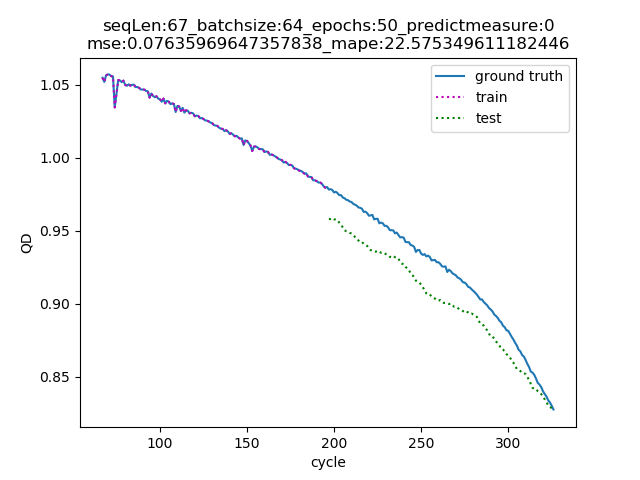 seqLen:67_batchsize:64_epochs:50_predictmeasure:0
mse:0.07635969647357838_mape:22.575349611182446
ground truth
train
test
1.05
1.00
0.95
0.90
0.85
QD
100 150 200 250 300
cycle